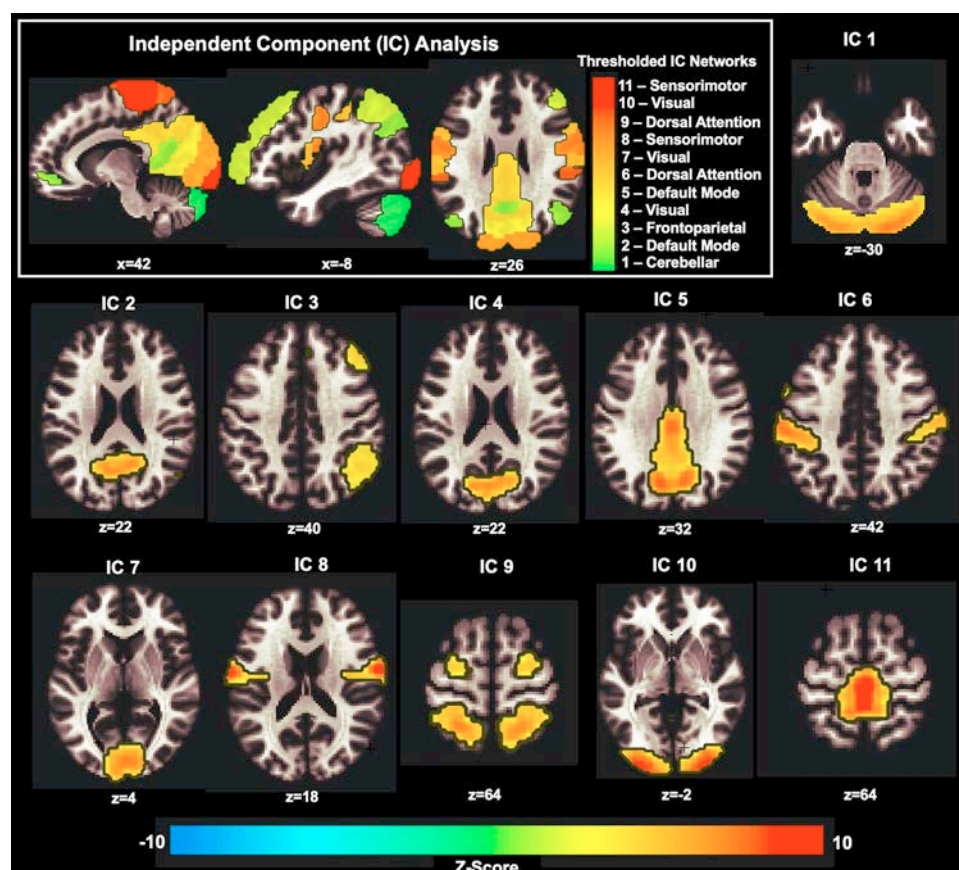 Independent Component (IC) Analysis
Thresholded IC Networks
11 – Sensorimotor
10 – Visual
9 – Dorsal Attention
8 – Sensorimotor
7 – Visual
6 – Dorsal Attention
5 – Default Mode
4 – Visual
3 – Frontoparietal
2 – Default Mode
1 – Cerebellar
x=42
x=-8
z=26
IC 1
z=-30
IC 2
IC 3
IC 4
IC 5
IC 6
z=22
z=40
z=22
z=32
z=42
IC 7
IC 8
IC 9
IC 10
IC 11
z=4
z=18
z=64
z=-2
z=64
-10
10
Z-Score